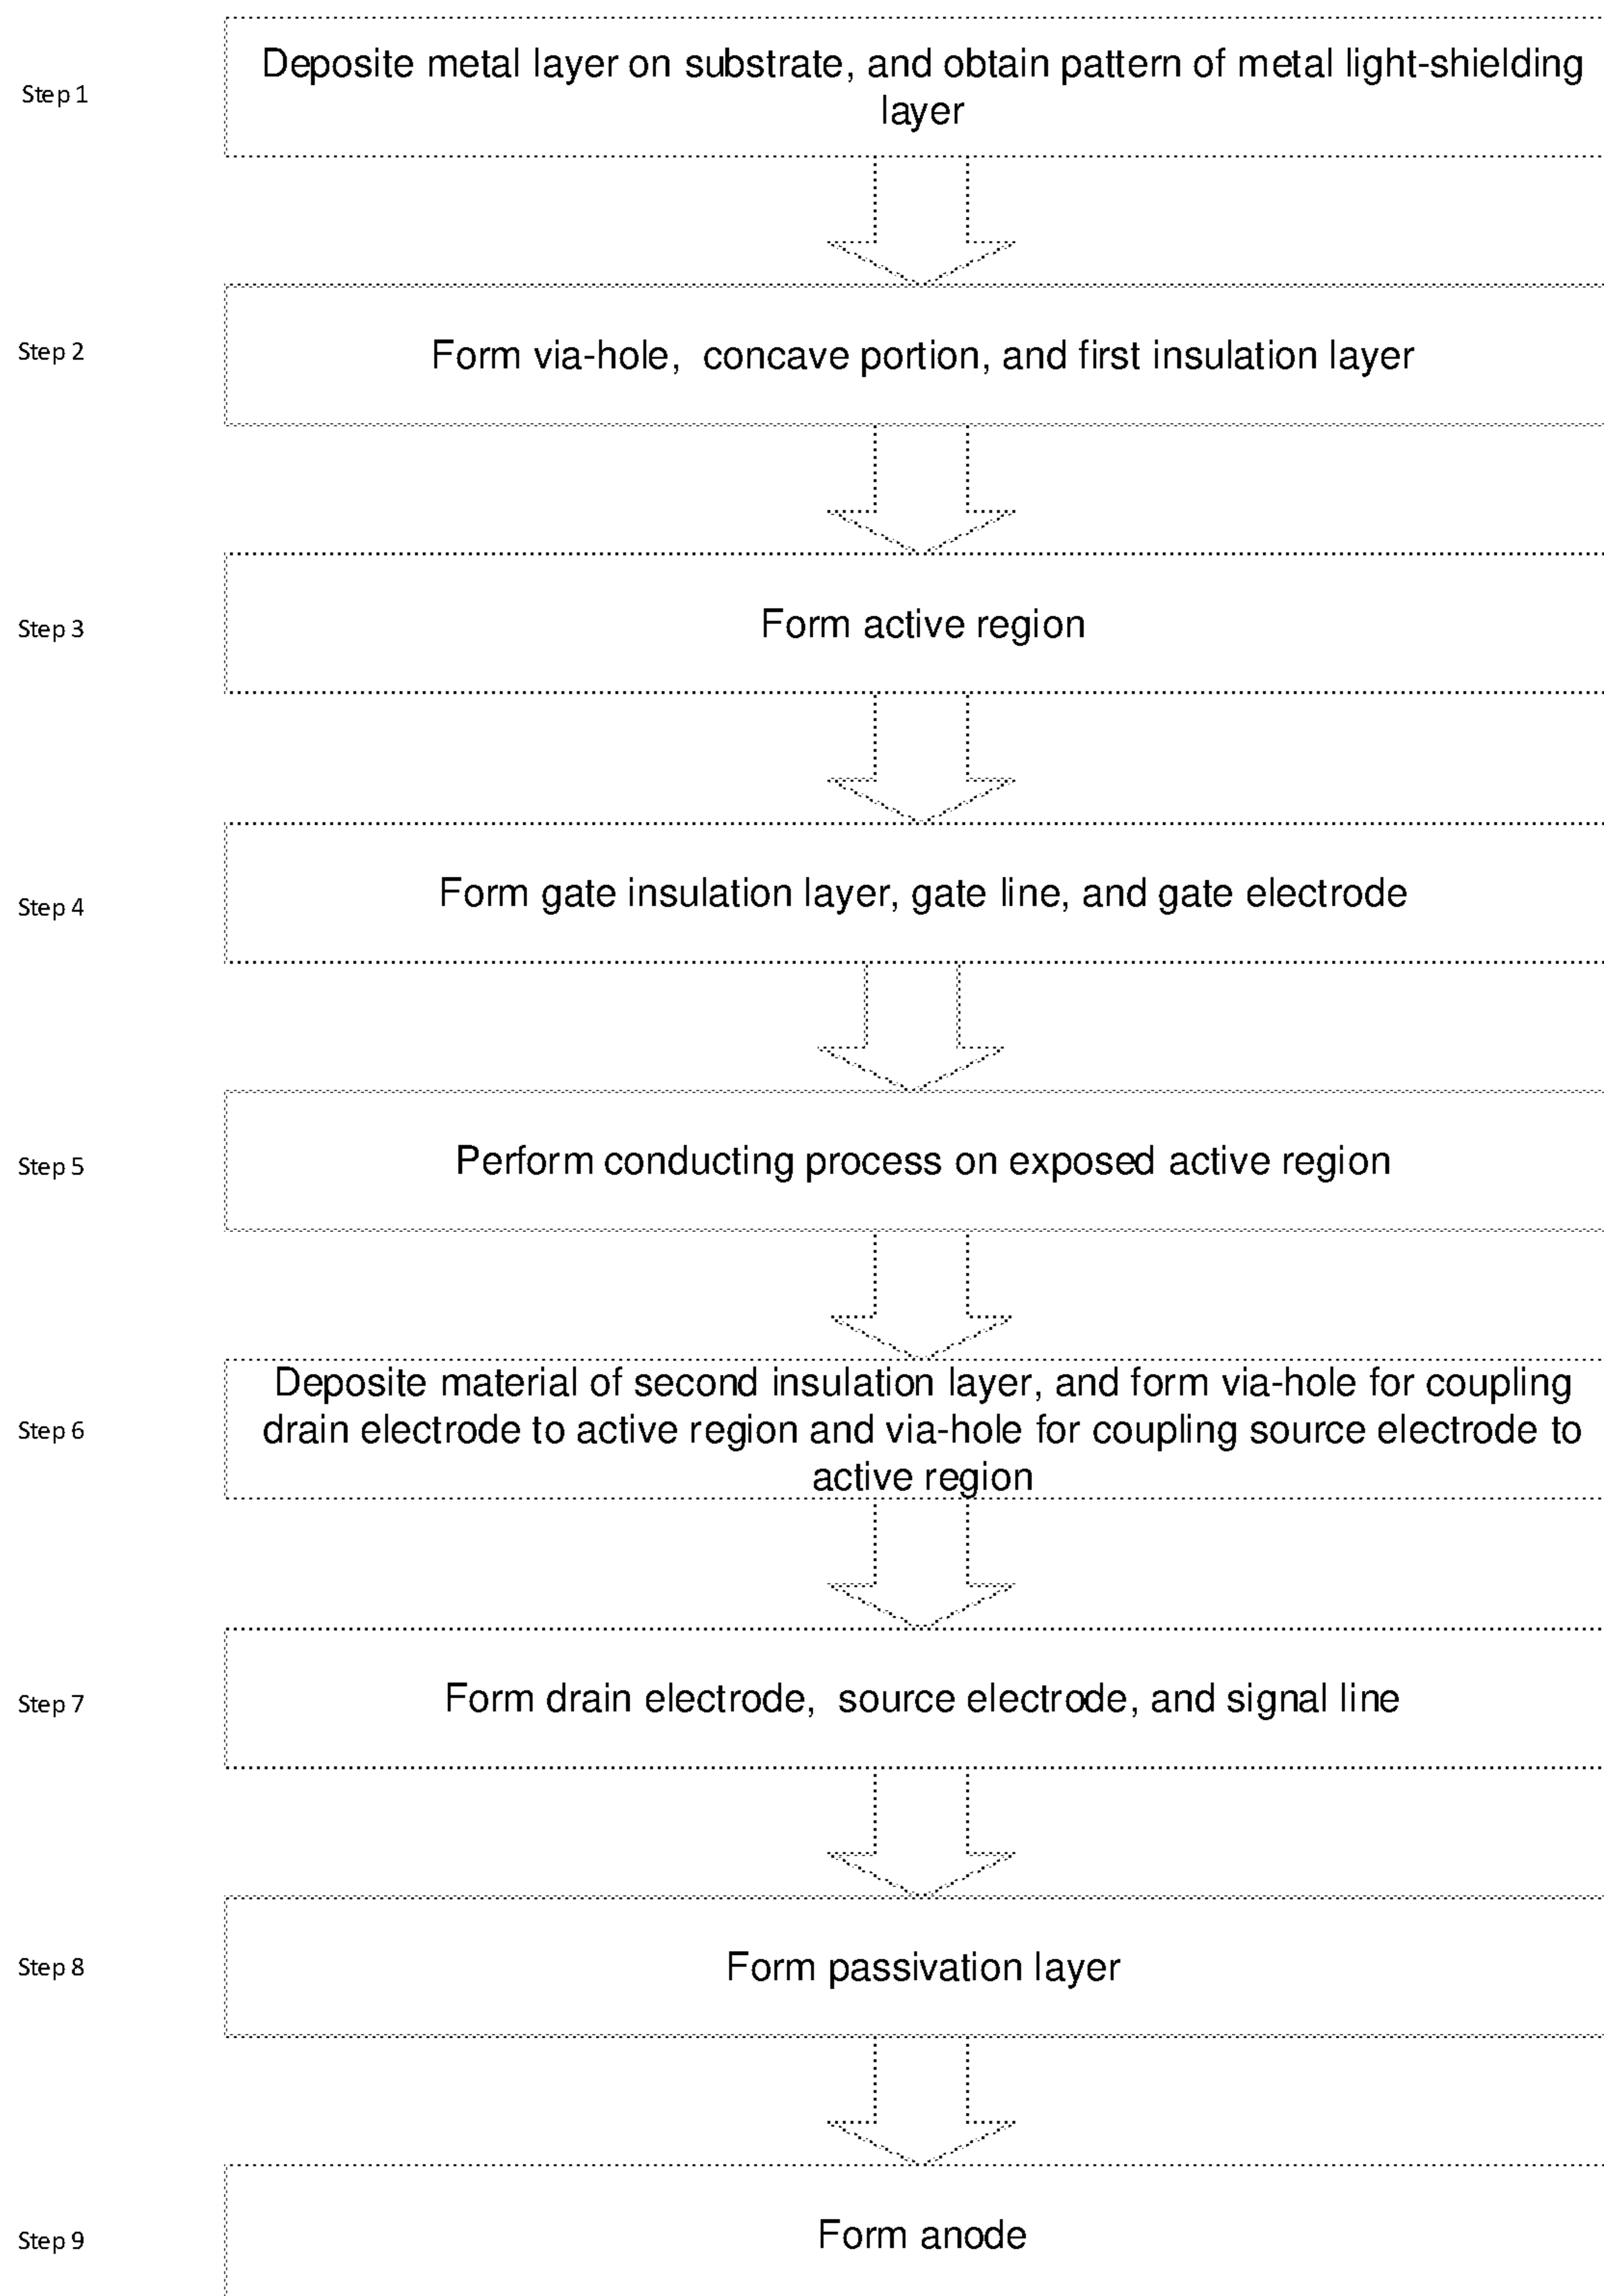 Step 1
Deposite metal layer on substrate, and obtain pattern of metal light-shielding
layer
Step 2
Form via-hole, concave portion, and first insulation layer
Step 3
Form active region
Step 4
Form gate insulation layer, gate line, and gate electrode
Step 5
Perform conducting process on exposed active region
Step 6
Deposite material of second insulation layer, and form via-hole for coupling
drain electrode to active region and via-hole for coupling source electrode to
active region
Step 7
Form drain electrode, source electrode, and signal line
Step 8
Form passivation layer
Step 9
Form anode